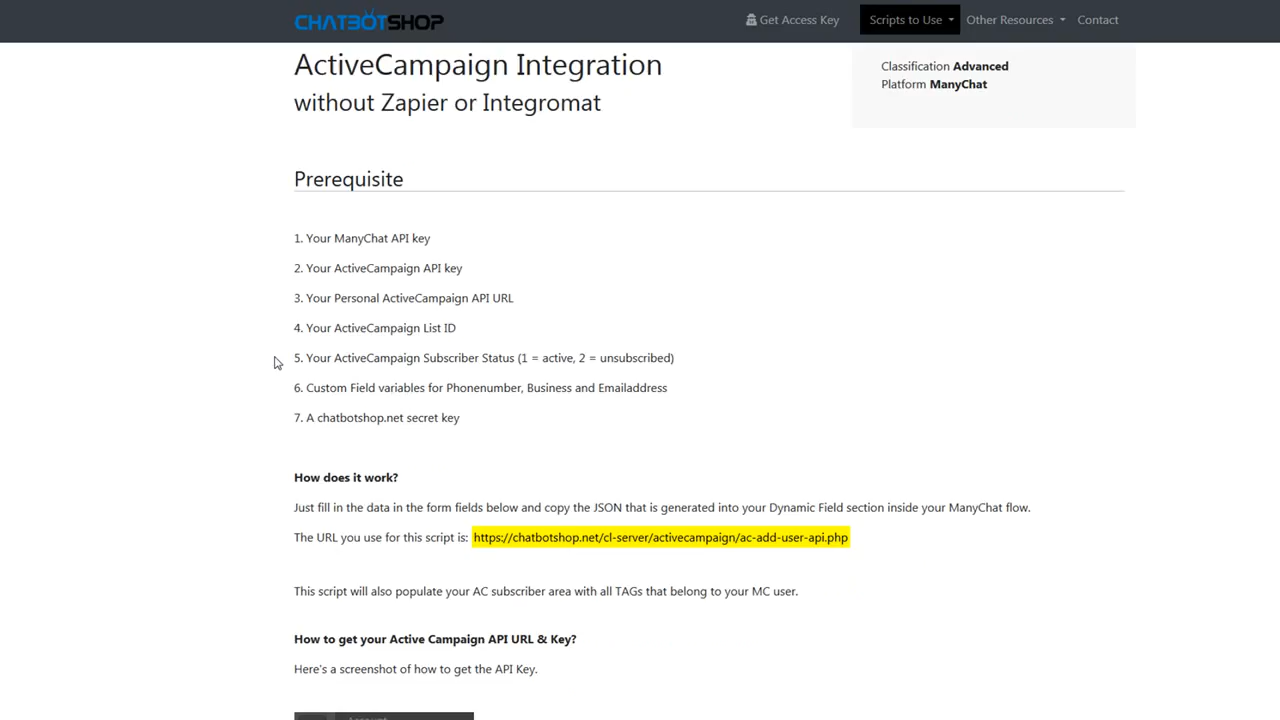 CHATBOTSHOP
Get Access Key
Scripts to Use
Other Resources
Contact
ActiveCampaign Integration
without Zapier or Integromat
Classification Advanced
Platform ManyChat
Prerequisite
1. Your ManyChat API key
2. Your ActiveCampaign API key
3. Your Personal ActiveCampaign API URL
4. Your ActiveCampaign List ID
5. Your ActiveCampaign Subscriber Status (1 = active, 2 = unsubscribed)
6. Custom Field variables for Phonenumber, Business and Emailaddress
7. A chatbotshop.net secret key
How does it work?
Just fill in the data in the form fields below and copy the JSON that is generated into your Dynamic Field section inside your ManyChat flow.
The URL you use for this script is: https://chatbotshop.net/cl-server/activecampaign/ac-add-user-api.php
This script will also populate your AC subscriber area with all TAGs that belong to your MC user.
How to get your Active Campaign API URL & Key?
Here's a screenshot of how to get the API Key.